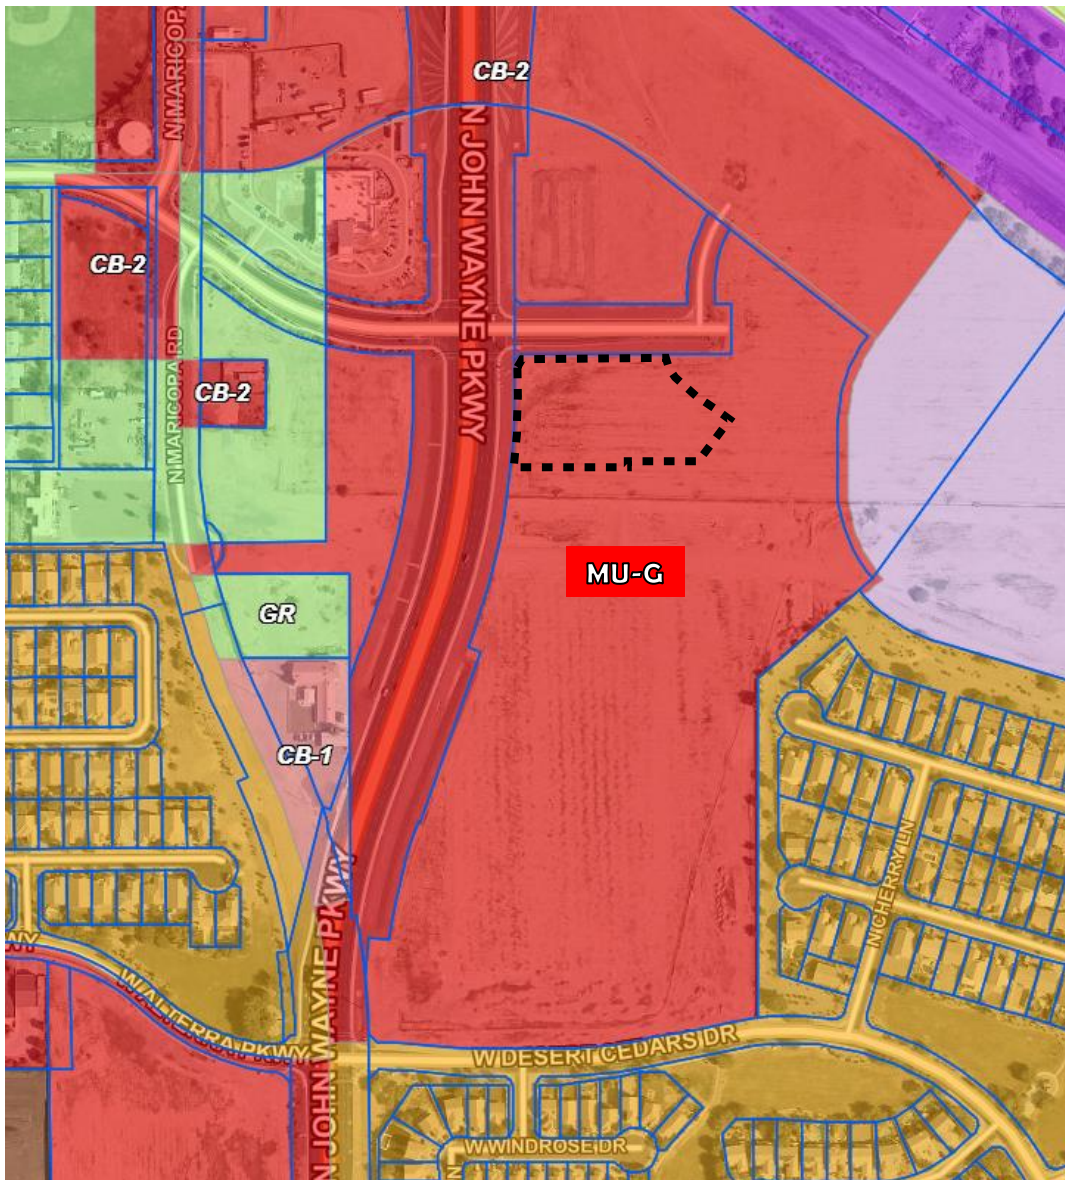 N MARICOPA
CB-2
N JOHN WAYNE PKWY
CB-2
CB-2
N MARICOPA RD
MU-G
GR
CB-1
N CHERRY LN
N JOHN WAYNE PKWY
WY
W ALTERRA PKWY
W DESERT CEDARS DR
W WINDROSE DR
N